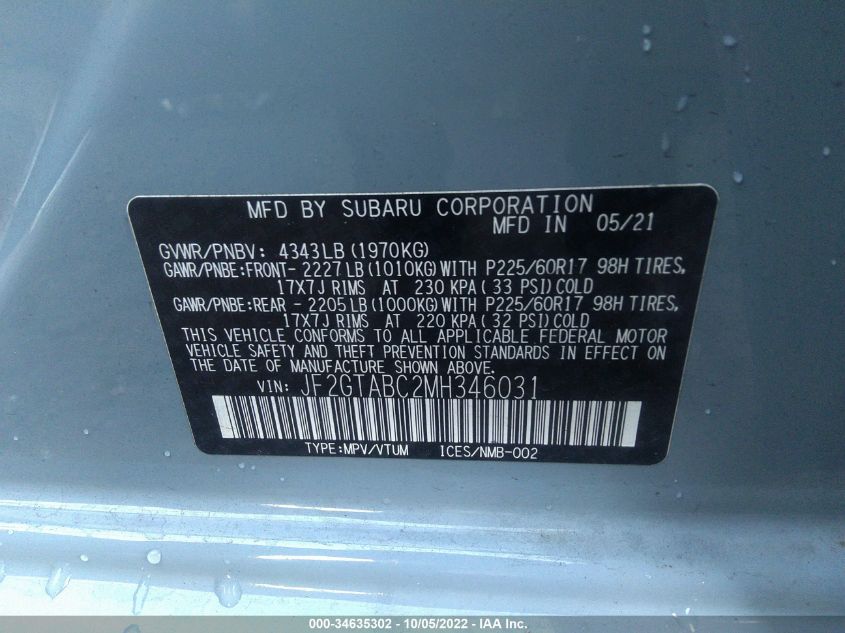 MFD BY SUBARU CORPORATION
MFD IN 05/21
GVWR/PNBV: 4343LB (1970KG)
GAWR/PNBE:FRONT- 2227LB (1010KG) WITH P225/60R17 98H TIRES,
17X7J RIMS AT 230 KPA ( 33 PSI) COLD
GAWR/PNBE:REAR - 2205LB (1000KG) WITH P225/60R17 98H TIRES,
17X7J RIMS AT 220 KPA ( 32 PSI) COLD
THIS VEHICLE CONFORMS TO ALL APPLICABLE FEDERAL MOTOR
VEHICLE SAFETY AND THEFT PREVENTION STANDARDS IN EFFECT ON
THE DATE OF MANUFACTURE SHOWN ABOVE.
VIN: JF2GTABC2MH346031
TYPE:MPV/VTUM ICES/NMB-002
000-34635302 - 10/05/2022 - IAA Inc.